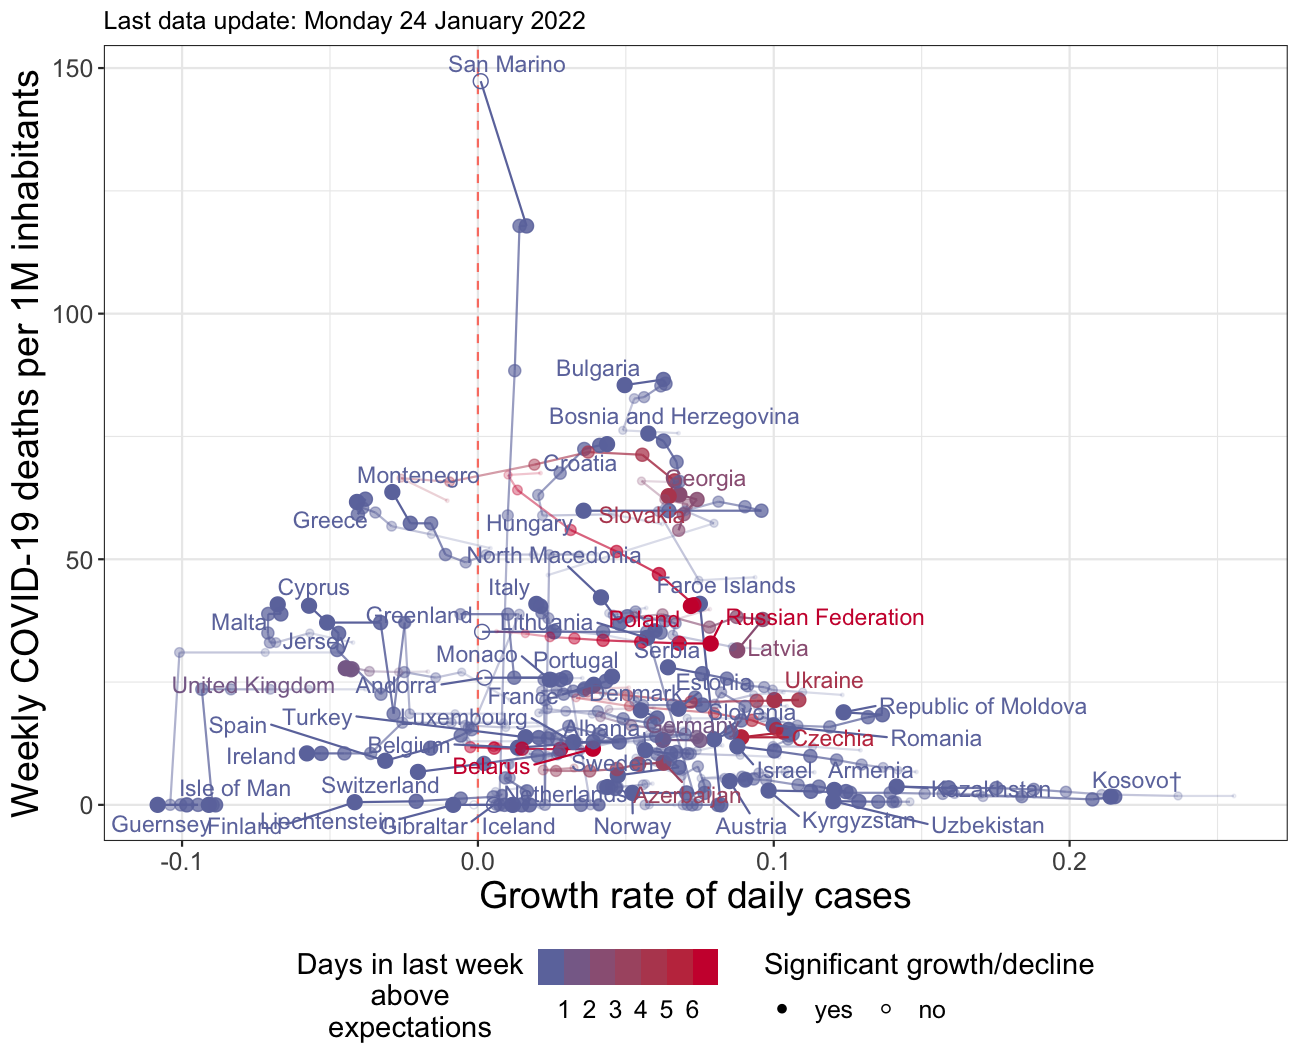 Last data update: Monday 24 January 2022
Weekly COVID-19 deaths per 1M inhabitants
150
100
50
0
San Marino
Bulgaria
Bosnia and Herzegovina
Croatia
Montenegro
Georgia
Greece
Hungary
Slovakia
North Macedonia
Cyprus
Italy
Faroe Islands
Malta
Greenland
Lithuania
Poland
Russian Federation
Jersey
Serbia
Latvia
Monaco
Portugal
United Kingdom
Andorra
France
Denmark
Estonia
Ukraine
Spain
Turkey
Luxembourg
Albania
Germany
Slovenia
Republic of Moldova
Ireland
Belgium
Czechia
Romania
Belarus
Sweden
Israel
Armenia
Isle of Man
Switzerland
Netherlands
Azerbaijan
Kazakhstan
Kosovo†
Guernsey
Finland
Liechtenstein
Gibraltar
Iceland
Norway
Austria
Kyrgyzstan
Uzbekistan
-0.1
0.0
0.1
0.2
Growth rate of daily cases
Days in last week
above
expectations
1 2 3 4 5 6
Significant growth/decline
yes
no